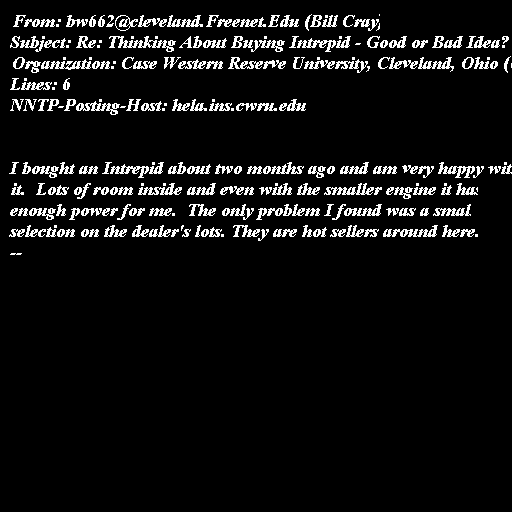 From: bw662@cleveland.Freenet.Edu (Bill Cray)
Subject: Re: Thinking About Buying Intrepid - Good or Bad Idea?
Organization: Case Western Reserve University, Cleveland, Ohio (
Lines: 6
NNTP-Posting-Host: hela.ins.cwru.edu
I bought an Intrepid about two months ago and am very happy wit
it.  Lots of room inside and even with the smaller engine it has
enough power for me.  The only problem I found was a smal
selection on the dealer's lots. They are hot sellers around here.
--